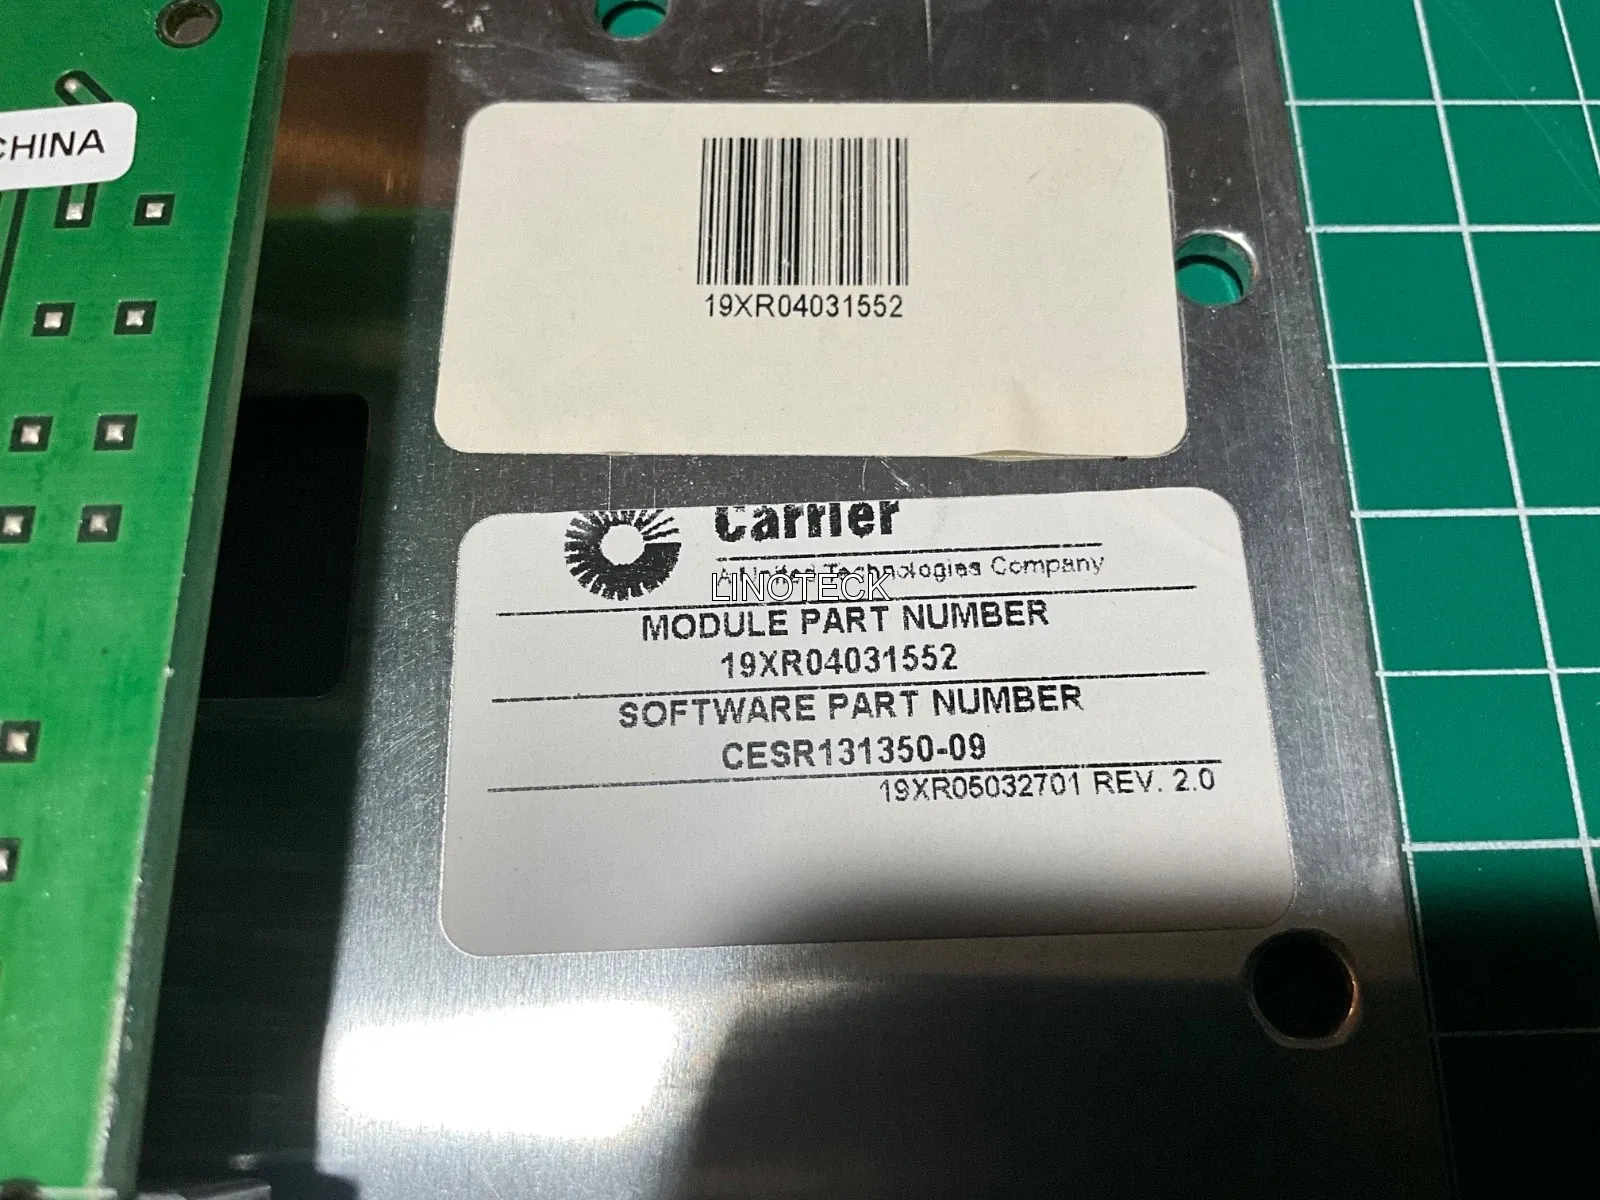 CHINA
19XR04031552
Carrier
A United Technologies Company
LINOTECK
MODULE PART NUMBER
19XR04031552
SOFTWARE PART NUMBER
CESR131350-09
19XR05032701 REV. 2.0